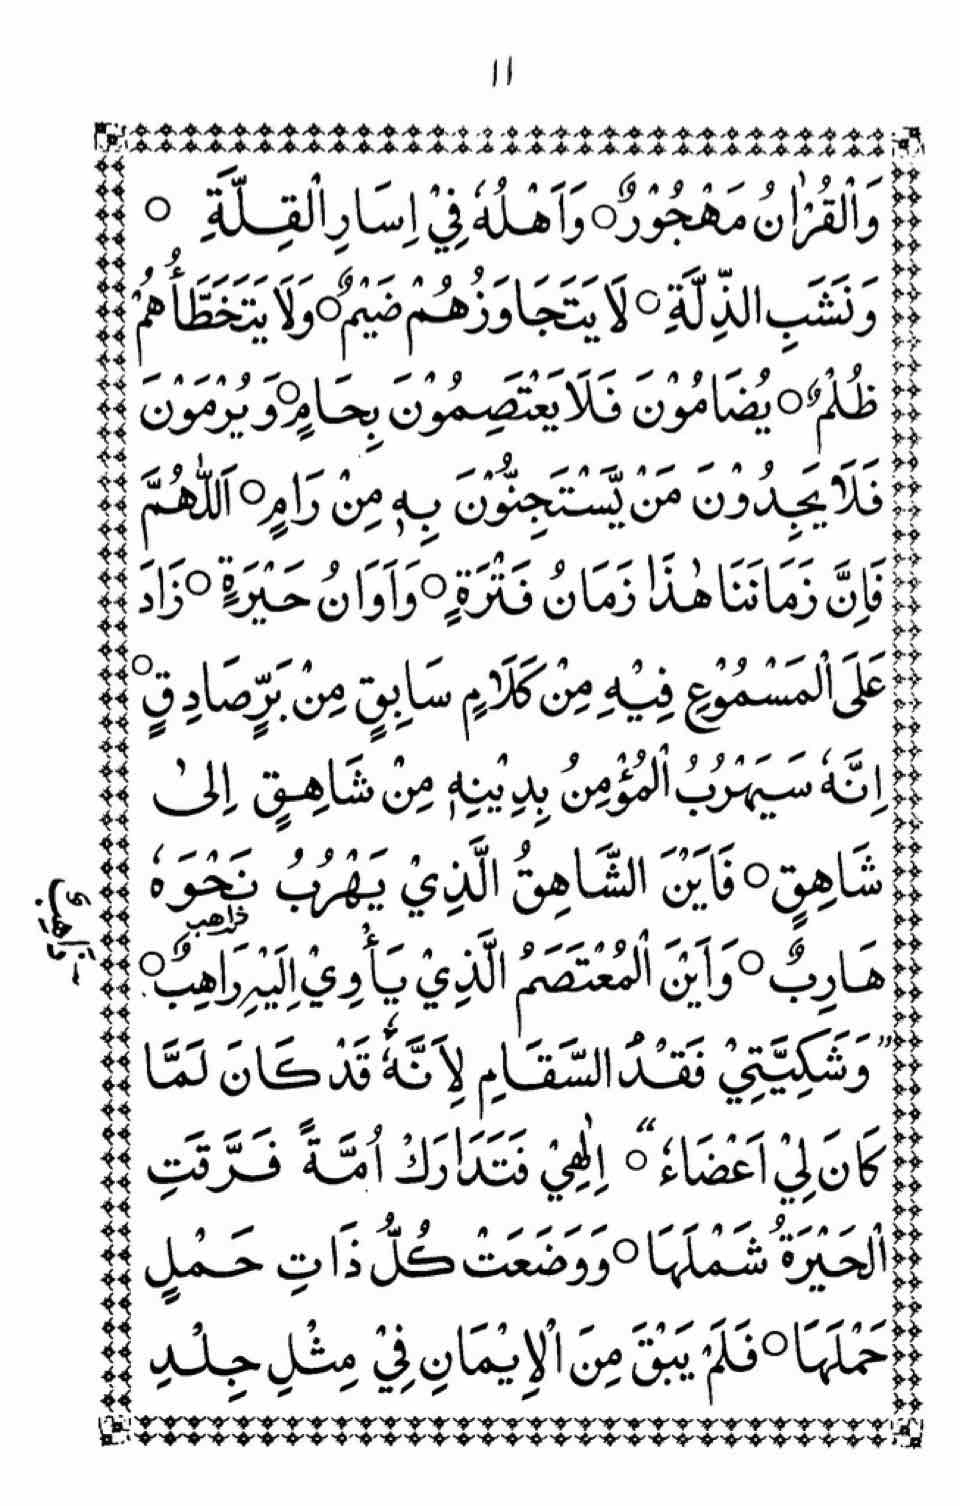 ١١
وَالْقُرْاٰنُ مَهْجُوْرٌ○ وَاَهْلُهٗ فِيْ اِسَارِ الْقِلَّةِ ○
وَنَشَبِ الذِّلَّةِ○ لَا يَتَجَاوَزُهُمْ ضَيْمٌ○ وَلَا يَتَخَطَّأُهُمْ
ظُلْمٌ○ يُضَامُوْنَ فَلَا يَعْتَصِمُوْنَ بِحَامٍ○ وَيُرْمَوْنَ
فَلَا يَجِدُوْنَ مَنْ يَّسْتَجِنُّوْنَ بِهٖ مِنْ رَامٍ○ اَللّٰهُمَّ
فَاِنَّ زَمَانَنَا هٰذَا زَمَانُ فَتْرَةٍ○ وَاَوَانُ حَيْرَةٍ○ زَادَ
عَلَى الْمَسْمُوْعِ فِيْهِ مِنْ كَلَامٍ سَابِقٍ مِنْ بَرٍّ صَادِقٍ○
اِنَّهٗ سَيَهْرُبُ الْمُؤْمِنُ بِدِيْنِهٖ مِنْ شَاهِقٍ اِلىٰ
شَاهِقٍ○ فَاَيْنَ الشَّاهِقُ الَّذِيْ يَهْرُبُ نَحْوَهٗ
هَارِبٌ○ وَاَيْنَ الْمُعْتَصَمُ الَّذِيْ يَأْوِيْ اِلَيْهِ رَاهِبٌ○
”وَشَكِيَّتِيْ فَقْدُ السَّقَامِ لِاَنَّهٗ قَدْ كَانَ لَمَّا
كَانَ لِيْ اَعْضَاءٗ“○ اِلٰهِيْ فَتَدَارَكْ اُمَّةً فَرَّقَتِ
الْحَيْرَةُ شَمْلَهَا○ وَوَضَعَتْ كُلُّ ذَاتِ حَمْلٍ
حَمْلَهَا○ فَلَمْ يَبْقَ مِنَ الْاِيْمَانِ فِيْ مِثْلِ جِلْدِ